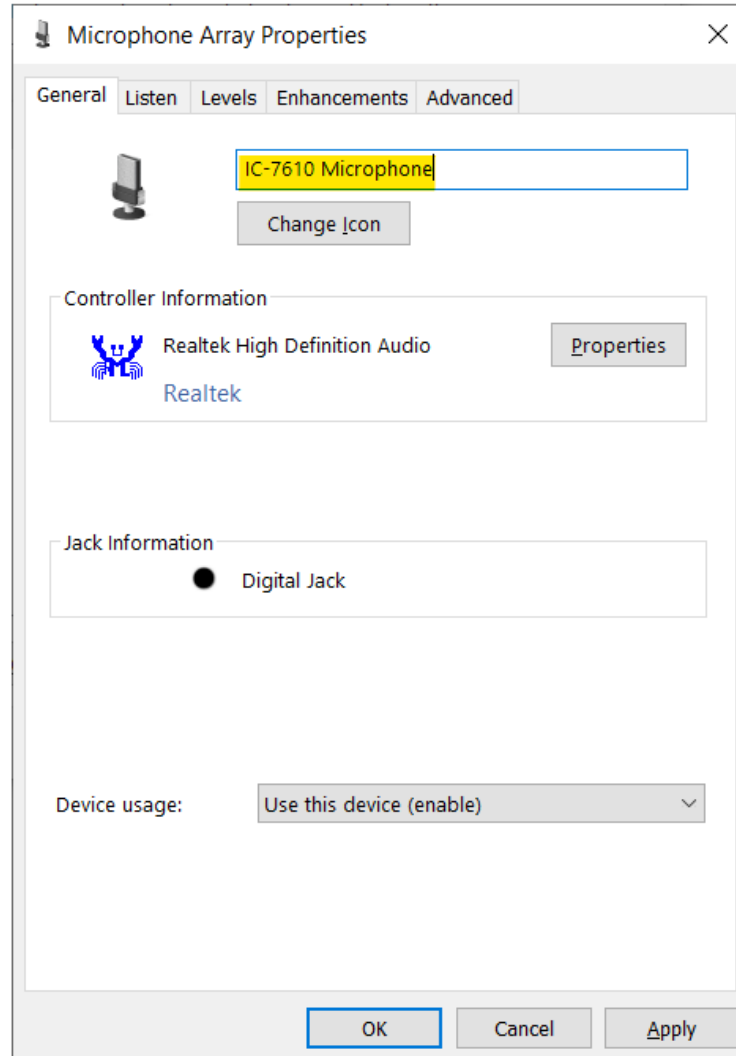 Microphone Array Properties
General Listen Levels Enhancements Advanced
IC-7610 Microphone
Change Icon
Controller Information
Realtek High Definition Audio
Properties
Realtek
Jack Information
Digital Jack
Device usage:
Use this device (enable)
OK Cancel Apply